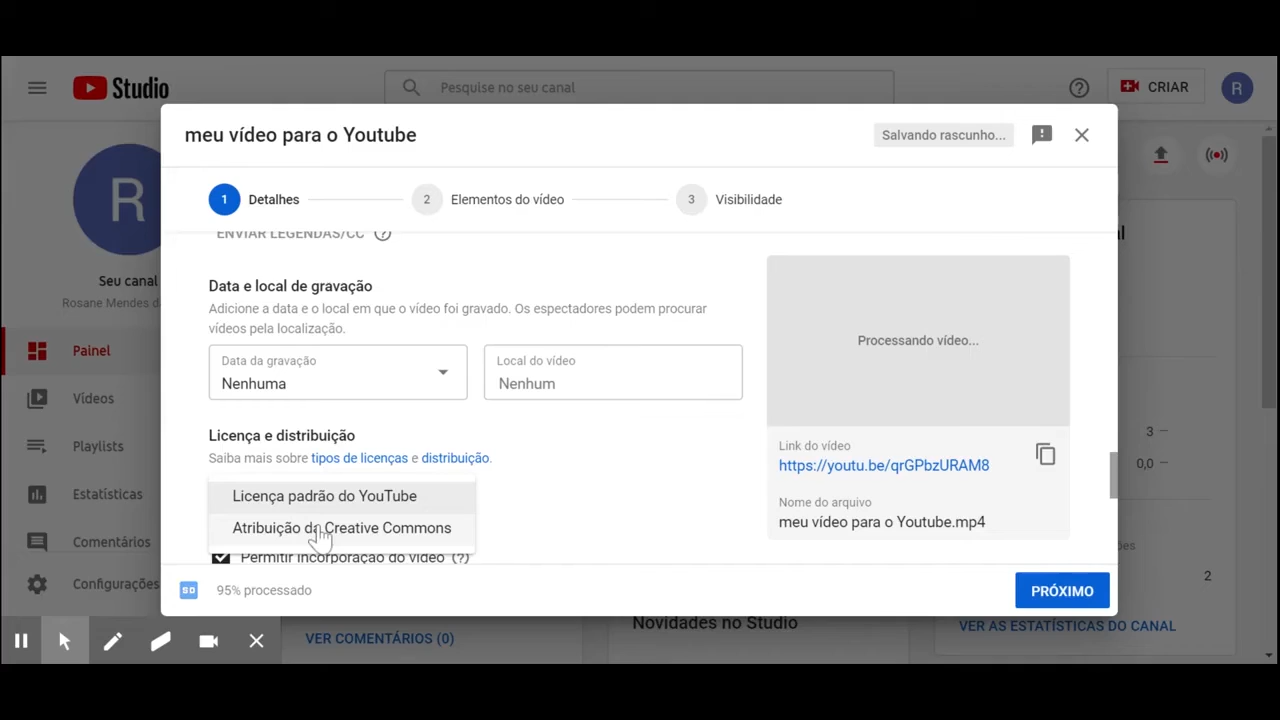 Studio
Pesquise no seu canal
CRIAR
R
meu vídeo para o Youtube
Salvando rascunho...
1 Detalhes
2 Elementos do vídeo
3 Visibilidade
ENVIAR LEGENDAS/CC
Data e local de gravação
Adicione a data e o local em que o vídeo foi gravado. Os espectadores podem procurar
vídeos pela localização.
Data da gravação
Nenhuma
Local do vídeo
Nenhum
Licença e distribuição
Saiba mais sobre tipos de licenças e distribuição.
Licença padrão do YouTube
Atribuição da Creative Commons
Permitir incorporação do vídeo
Processando vídeo...
Link do vídeo
https://youtu.be/qrGPbzURAM8
Nome do arquivo
meu vídeo para o Youtube.mp4
SD 95% processado
PRÓXIMO
R
Seu canal
Rosane Mendes
Painel
Vídeos
Playlists
Estatísticas
Comentários
Configurações
VER COMENTÁRIOS (0)
Novidades no Studio
3 —
0,0 —
2
VER AS ESTATÍSTICAS DO CANAL